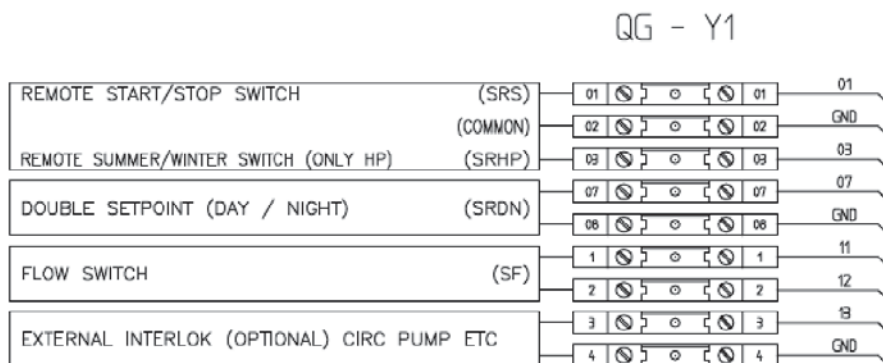 QG - Y1
REMOTE START/STOP SWITCH (SRS) 01 01 01
(COMMON) 02 02 GND
REMOTE SUMMER/WINTER SWITCH (ONLY HP) (SRHP) 03 03 03
DOUBLE SETPOINT (DAY / NIGHT) (SRDN) 07 07 07
08 08 GND
FLOW SWITCH (SF) 1 1 11
2 2 12
EXTERNAL INTERLOK (OPTIONAL) CIRC PUMP ETC 3 3 13
4 4 GND